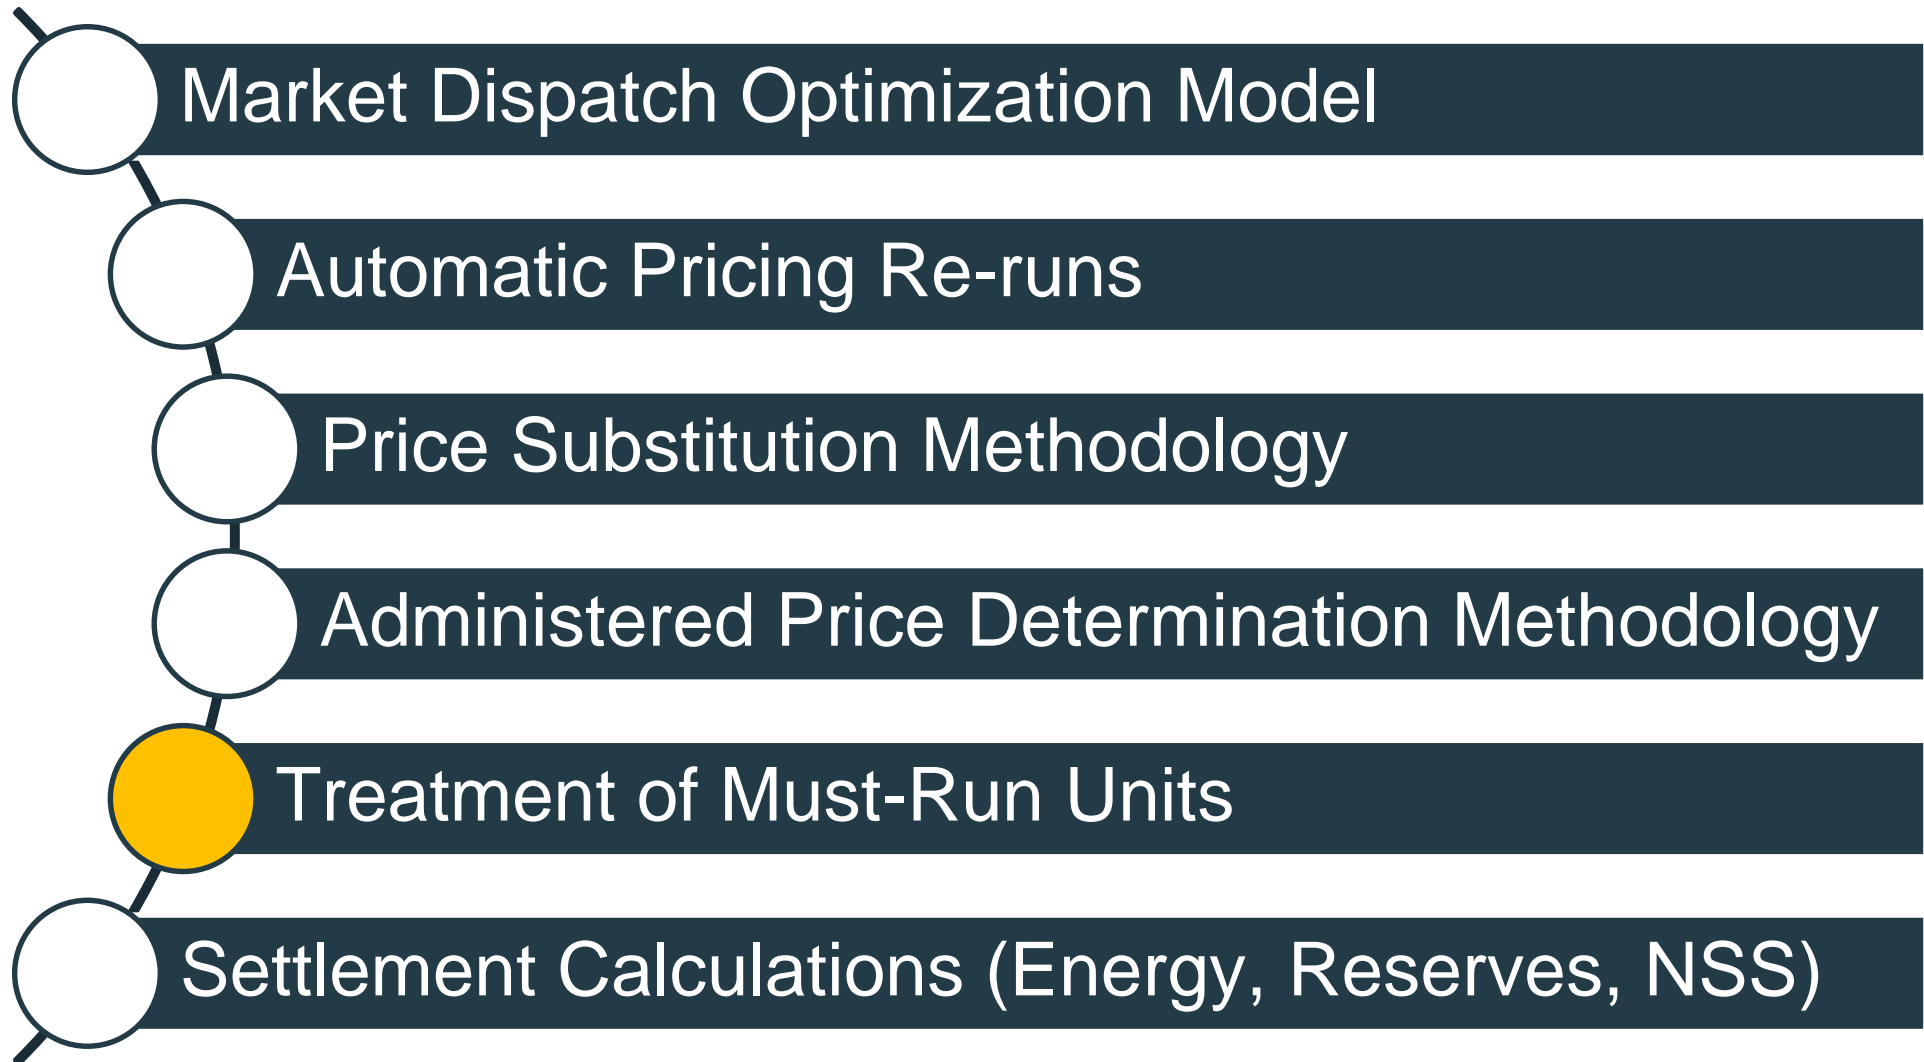 Market Dispatch Optimization Model
Automatic Pricing Re-runs
Price Substitution Methodology
Administered Price Determination Methodology
Treatment of Must-Run Units
Settlement Calculations (Energy, Reserves, NSS)